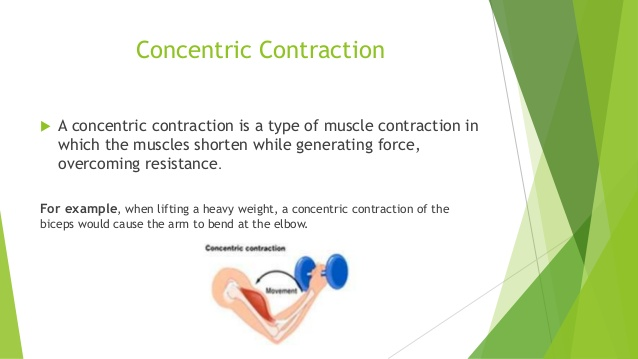 Concentric Contraction
A concentric contraction is a type of muscle contraction in
which the muscles shorten while generating force,
overcoming resistance.
For example, when lifting a heavy weight, a concentric contraction of the
biceps would cause the arm to bend at the elbow.
Concentric contraction
Movement